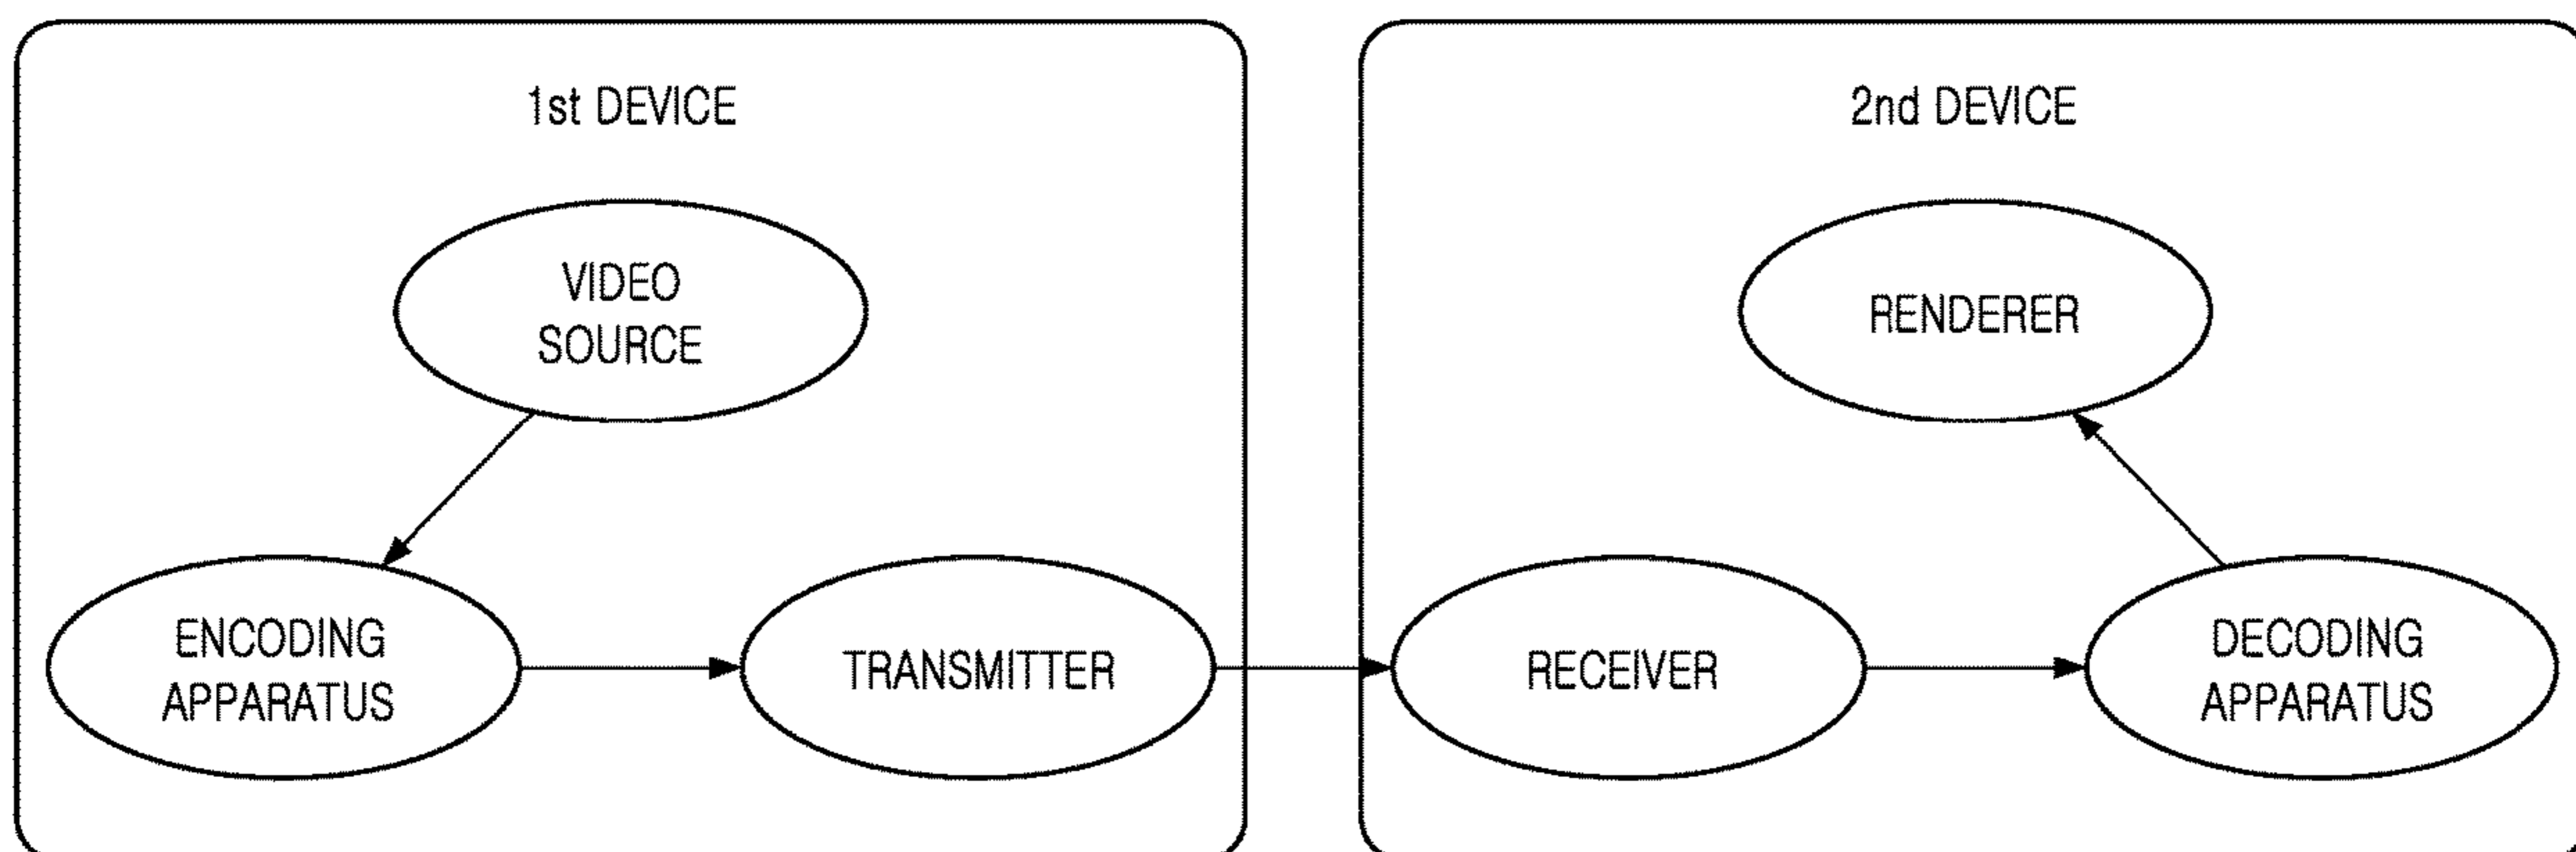 1st DEVICE
VIDEO
SOURCE
ENCODING
APPARATUS
TRANSMITTER
2nd DEVICE
RENDERER
RECEIVER
DECODING
APPARATUS